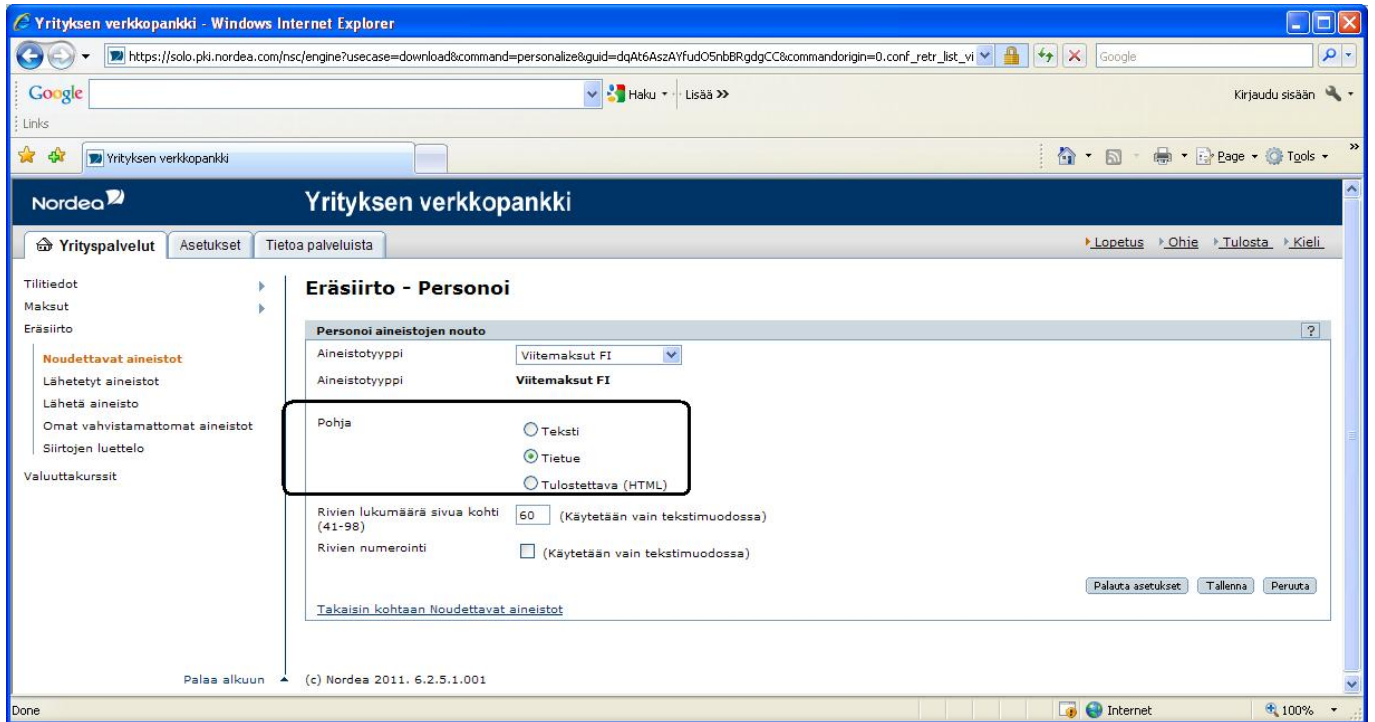 Yrityksen verkkopankki - Windows Internet Explorer
https://solo.pki.nordea.com/nsc/engine?usecase=download&command=personalize&guid=dqAt6AszAYfudO5nbBRgdgCC&commandorigin=0.conf_retr_list_vi
Google
Google Haku Lisää >> Kirjaudu sisään
Links
Yrityksen verkkopankki Page Tools
Nordea Yrityksen verkkopankki
Yrityspalvelut Asetukset Tietoa palveluista Lopetus Ohje Tulosta Kieli
Tilitiedot
Maksut
Eräsiirto
Noudettavat aineistot
Lähetetyt aineistot
Lähetä aineisto
Omat vahvistamattomat aineistot
Siirtojen luettelo
Valuuttakurssit
Eräsiirto - Personoi
Personoi aineistojen nouto ?
Aineistotyyppi Viitemaksut FI
Aineistotyyppi Viitemaksut FI
Pohja
Teksti
Tietue
Tulostettava (HTML)
Rivien lukumäärä sivua kohti (41-98) 60 (Käytetään vain tekstimuodossa)
Rivien numerointi (Käytetään vain tekstimuodossa)
Palauta asetukset Tallenna Peruuta
Takaisin kohtaan Noudettavat aineistot
Palaa alkuun (c) Nordea 2011. 6.2.5.1.001
Done Internet 100%